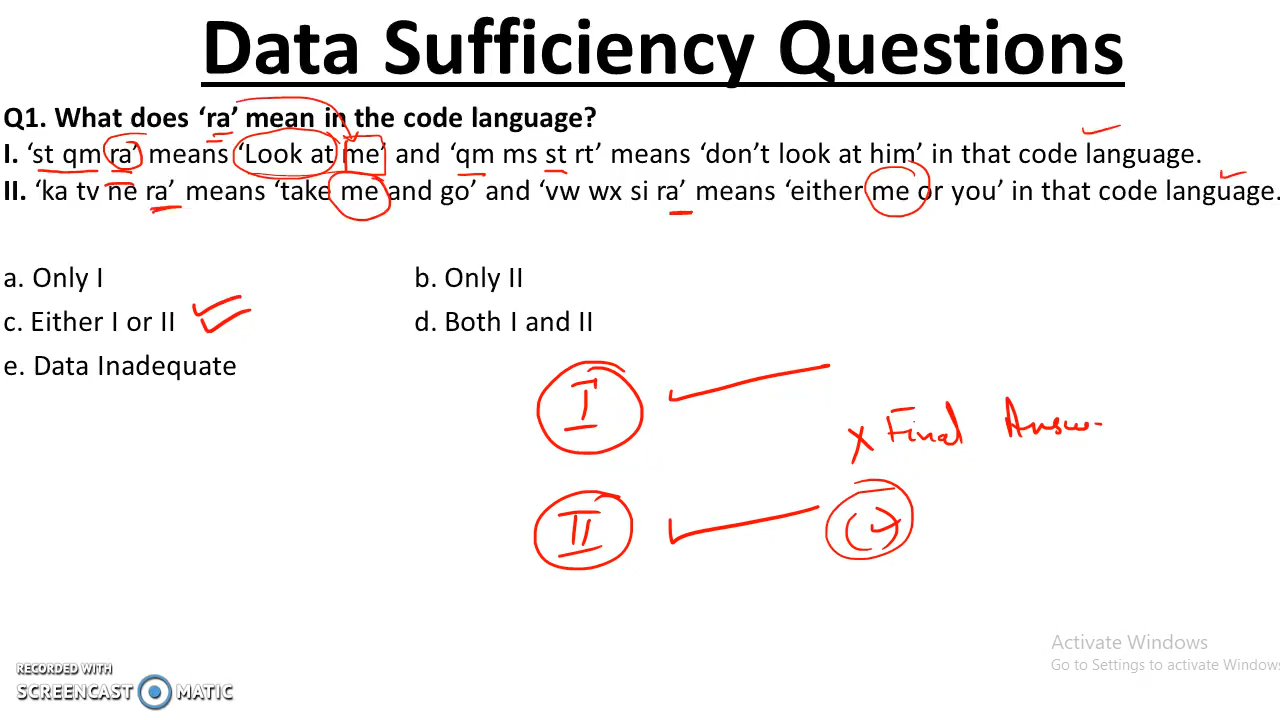 Data Sufficiency Questions
Q1. What does ‘ra’ mean in the code language?
I. ‘st qm ra’ means ‘Look at me’ and ‘qm ms st rt’ means ‘don’t look at him’ in that code language.
II. ‘ka tv ne ra’ means ‘take me and go’ and ‘vw wx si ra’ means ‘either me or you’ in that code language.
a. Only I b. Only II
c. Either I or II d. Both I and II
e. Data Inadequate
I
x Final Answ.
II
Activate Windows
Go to Settings to activate Windows
RECORDED WITH
SCREENCAST MATIC